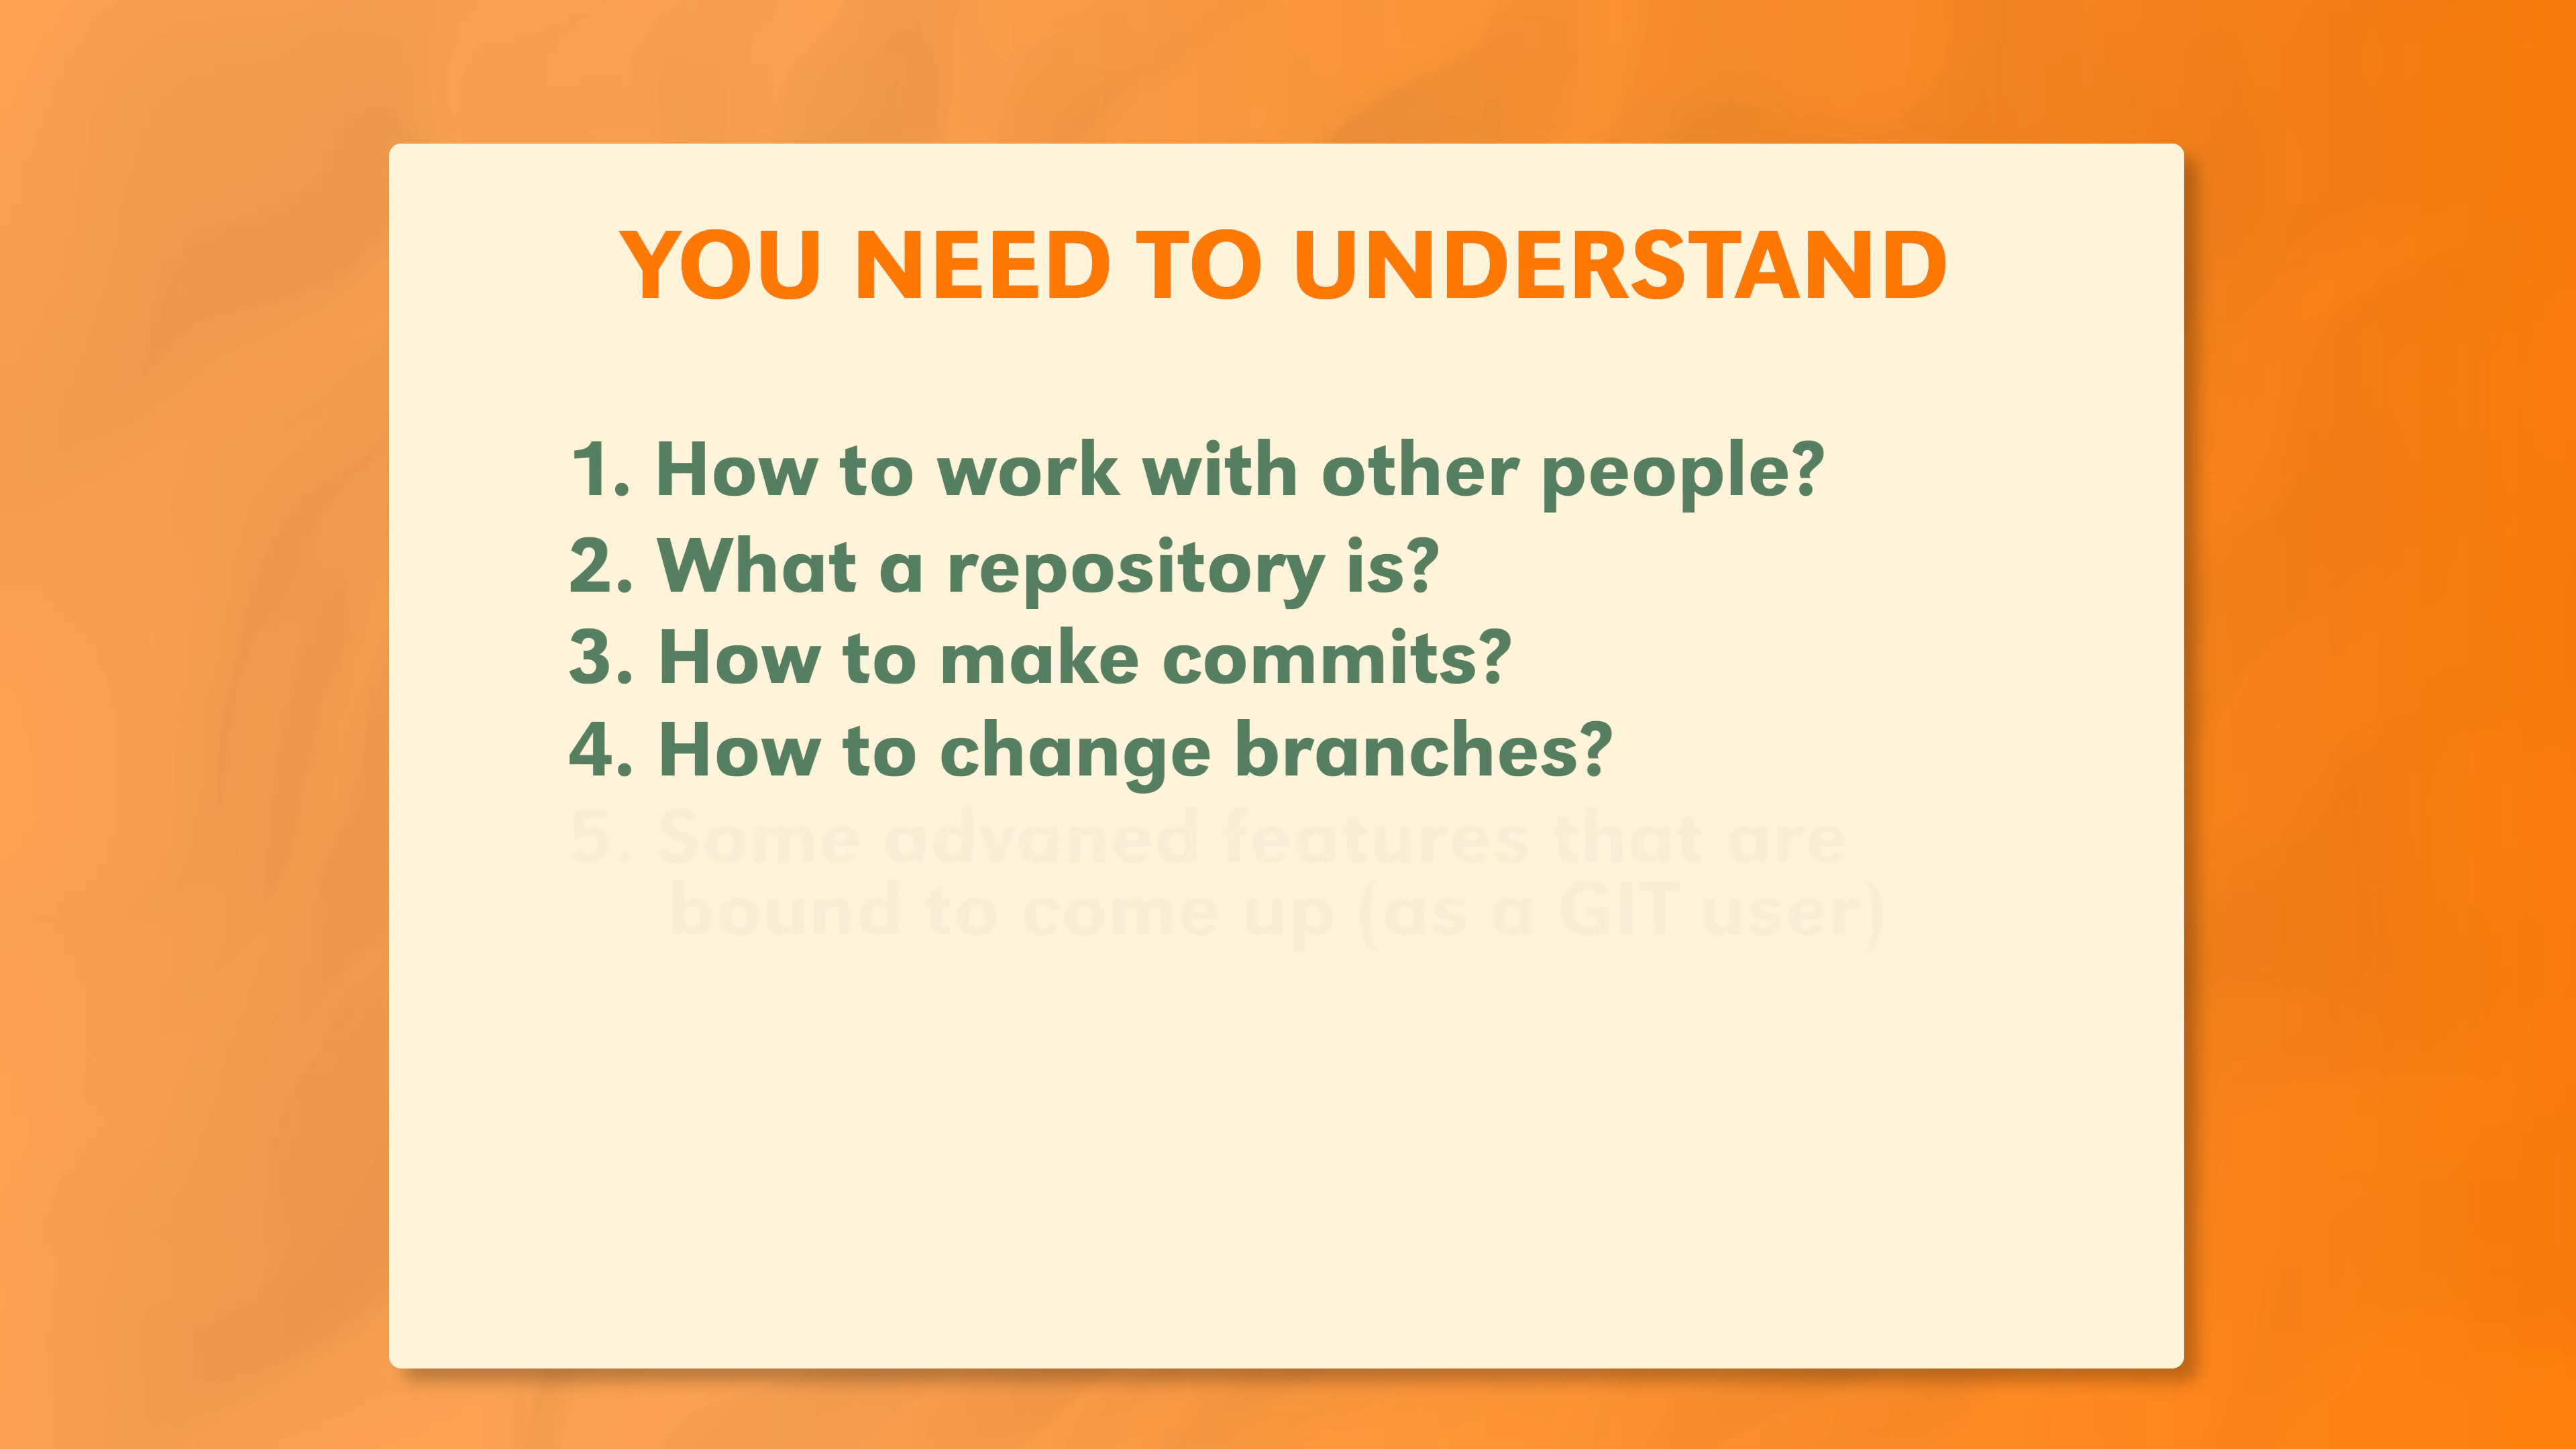 YOU NEED TO UNDERSTAND
1. How to work with other people?
2. What a repository is?
3. How to make commits?
4. How to change branches?
5. Some advaned features that are
bound to come up (as a GIT user)